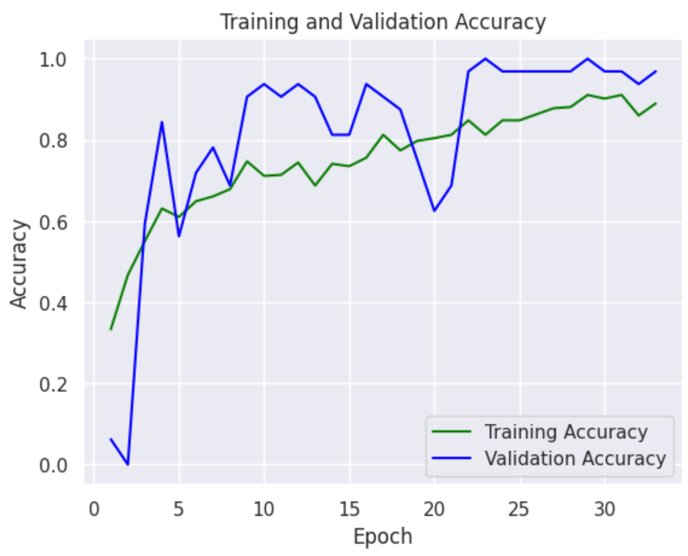 Training and Validation Accuracy
1.0
0.8
0.6
0.4
0.2
0.0
Accuracy
Training Accuracy
Validation Accuracy
0 5 10 15 20 25 30
Epoch